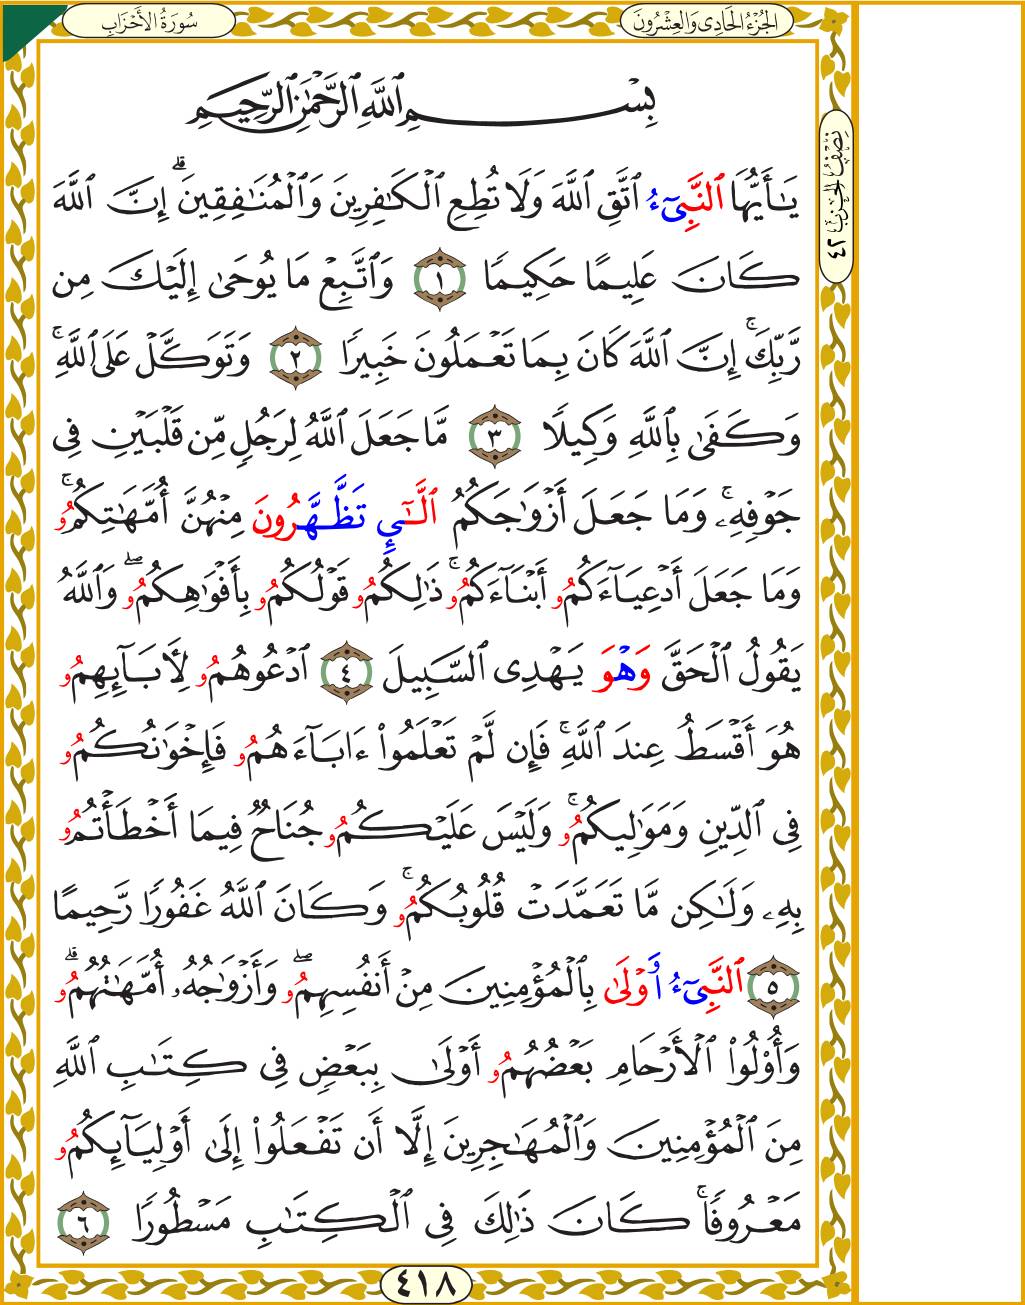 سُورَةُ الأَحْزَاب
الجُزْءُ الحَادِى وَالعِشْرُونَ
نِصْفُ الحِزْب ٤٢
بِسْمِ ٱللَّهِ ٱلرَّحْمَٰنِ ٱلرَّحِيمِ
يَٰٓأَيُّهَا ٱلنَّبِيٓءُ ٱتَّقِ ٱللَّهَ وَلَا تُطِعِ ٱلْكَٰفِرِينَ وَٱلْمُنَٰفِقِينَ ۗ إِنَّ ٱللَّهَ
كَانَ عَلِيمًا حَكِيمًا ١ وَٱتَّبِعْ مَا يُوحَىٰ إِلَيْكَ مِن
رَّبِّكَ ۚ إِنَّ ٱللَّهَ كَانَ بِمَا تَعْمَلُونَ خَبِيرًا ٢ وَتَوَكَّلْ عَلَى ٱللَّهِ ۚ
وَكَفَىٰ بِٱللَّهِ وَكِيلًا ٣ مَّا جَعَلَ ٱللَّهُ لِرَجُلٍ مِّن قَلْبَيْنِ فِى
جَوْفِهِۦ ۚ وَمَا جَعَلَ أَزْوَٰجَكُمُ ٱلَّٰٓـِٔى تَظَّهَّرُونَ مِنْهُنَّ أُمَّهَٰتِكُمُۥ ۚ
وَمَا جَعَلَ أَدْعِيَآءَكُمُۥ أَبْنَآءَكُمُۥ ۚ ذَٰلِكُمُۥ قَوْلُكُمُۥ بِأَفْوَٰهِكُمُۥ ۖ وَٱللَّهُ
يَقُولُ ٱلْحَقَّ وَهْوَ يَهْدِى ٱلسَّبِيلَ ٤ ٱدْعُوهُمُۥ لِأَبَآئِهِمُۥ
هُوَ أَقْسَطُ عِندَ ٱللَّهِ ۚ فَإِن لَّمْ تَعْلَمُوٓا۟ ءَابَآءَهُمُۥ فَإِخْوَٰنُكُمُۥ
فِى ٱلدِّينِ وَمَوَٰلِيكُمُۥ ۚ وَلَيْسَ عَلَيْكُمُۥ جُنَاحٌ فِيمَآ أَخْطَأْتُمُۥ
بِهِۦ وَلَٰكِن مَّا تَعَمَّدَتْ قُلُوبُكُمُۥ ۚ وَكَانَ ٱللَّهُ غَفُورًا رَّحِيمًا
٥ ٱلنَّبِيٓءُ أَوْلَىٰ بِٱلْمُؤْمِنِينَ مِنْ أَنفُسِهِمُۥ ۖ وَأَزْوَٰجُهُۥٓ أُمَّهَٰتُهُمُۥ ۗ
وَأُو۟لُوا۟ ٱلْأَرْحَامِ بَعْضُهُمُۥ أَوْلَىٰ بِبَعْضٍ فِى كِتَٰبِ ٱللَّهِ
مِنَ ٱلْمُؤْمِنِينَ وَٱلْمُهَٰجِرِينَ إِلَّآ أَن تَفْعَلُوٓا۟ إِلَىٰٓ أَوْلِيَآئِكُمُۥ
مَعْرُوفًا ۚ كَانَ ذَٰلِكَ فِى ٱلْكِتَٰبِ مَسْطُورًا ٦
٤١٨